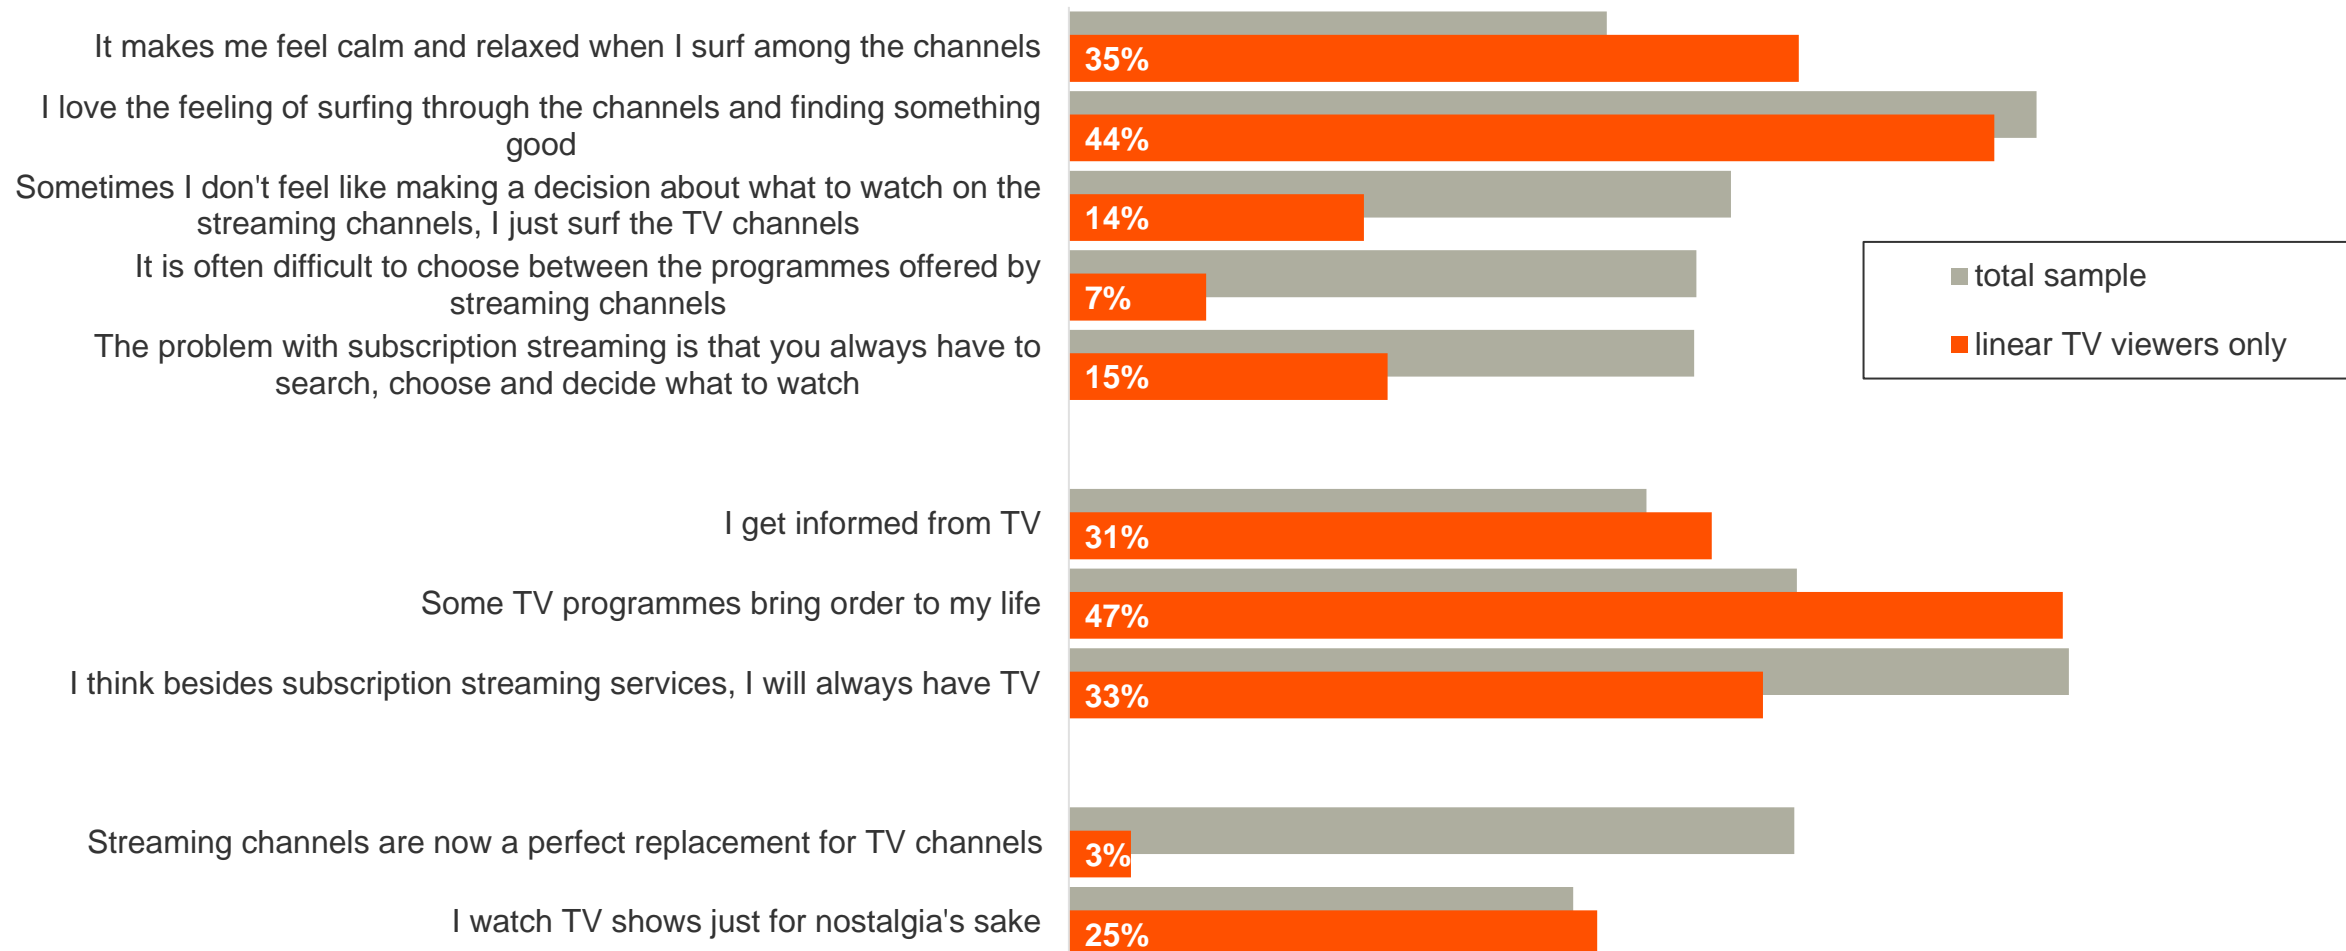 It makes me feel calm and relaxed when I surf among the channels
35%
I love the feeling of surfing through the channels and finding something
good
44%
Sometimes I don't feel like making a decision about what to watch on the
streaming channels, I just surf the TV channels
14%
It is often difficult to choose between the programmes offered by
streaming channels
7%
The problem with subscription streaming is that you always have to
search, choose and decide what to watch
15%
total sample
linear TV viewers only
I get informed from TV
31%
Some TV programmes bring order to my life
47%
I think besides subscription streaming services, I will always have TV
33%
Streaming channels are now a perfect replacement for TV channels
3%
I watch TV shows just for nostalgia's sake
25%